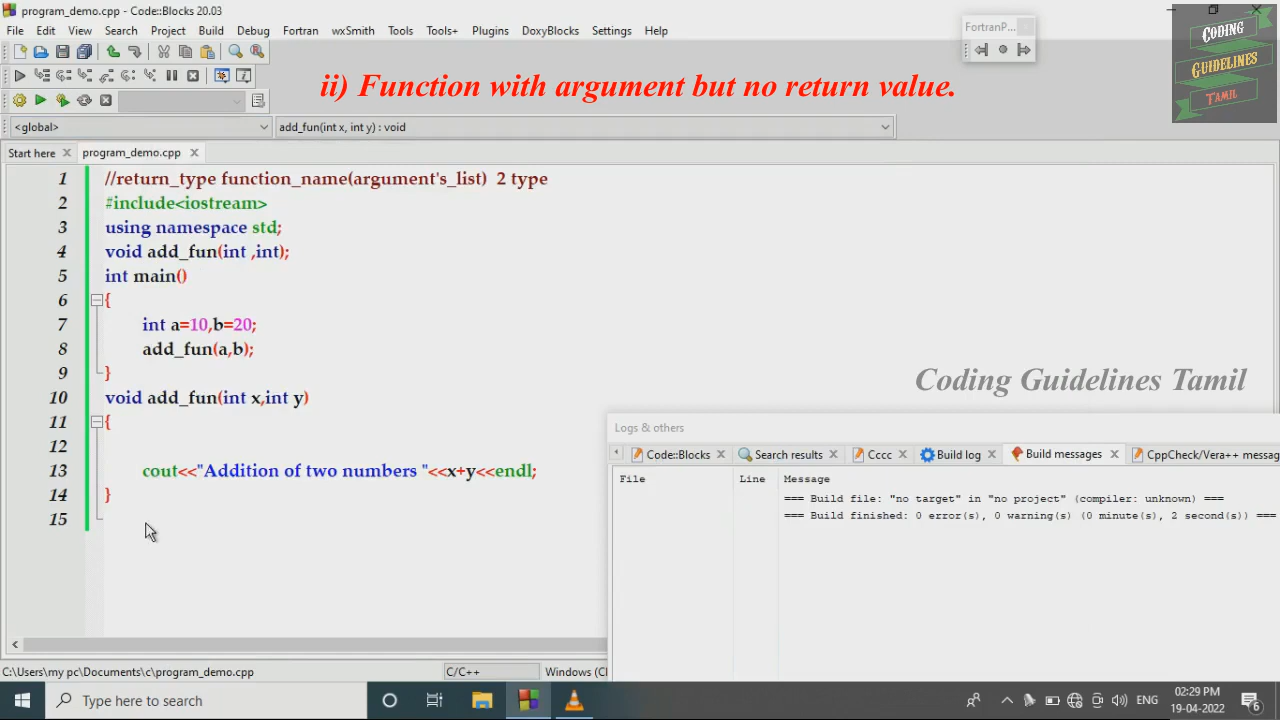 program_demo.cpp - Code::Blocks 20.03
File Edit View Search Project Build Debug Fortran wxSmith Tools Tools+ Plugins DoxyBlocks Settings Help
FortranP...
CODING
GUIDELINES
TAMIL
ii) Function with argument but no return value.
<global>
add_fun(int x, int y) : void
Start here
program_demo.cpp
1 //return_type function_name(argument's_list) 2 type
2 #include<iostream>
3 using namespace std;
4 void add_fun(int ,int);
5 int main()
6 {
7 int a=10,b=20;
8 add_fun(a,b);
9 }
10 void add_fun(int x,int y)
11 {
12
13 cout<<"Addition of two numbers "<<x+y<<endl;
14 }
15
Coding Guidelines Tamil
Logs & others
Code::Blocks Search results Cccc Build log Build messages CppCheck/Vera++ messag
File Line Message
=== Build file: "no target" in "no project" (compiler: unknown) ===
=== Build finished: 0 error(s), 0 warning(s) (0 minute(s), 2 second(s)) ===
C:\Users\my pc\Documents\c\program_demo.cpp
C/C++
Windows (C
Type here to search
ENG
02:29 PM
19-04-2022
6